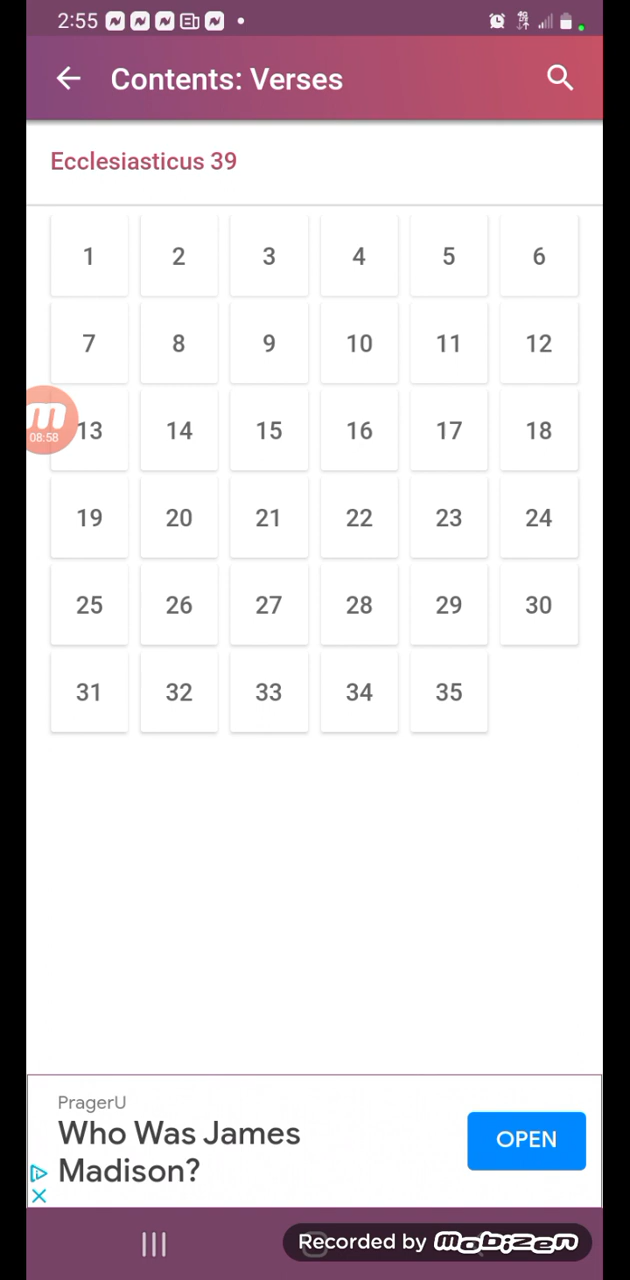 2:55
Contents: Verses
Ecclesiasticus 39
1 2 3 4 5 6
7 8 9 10 11 12
13 14 15 16 17 18
08:58
19 20 21 22 23 24
25 26 27 28 29 30
31 32 33 34 35
PragerU
Who Was James
Madison?
OPEN
Recorded by mobizen